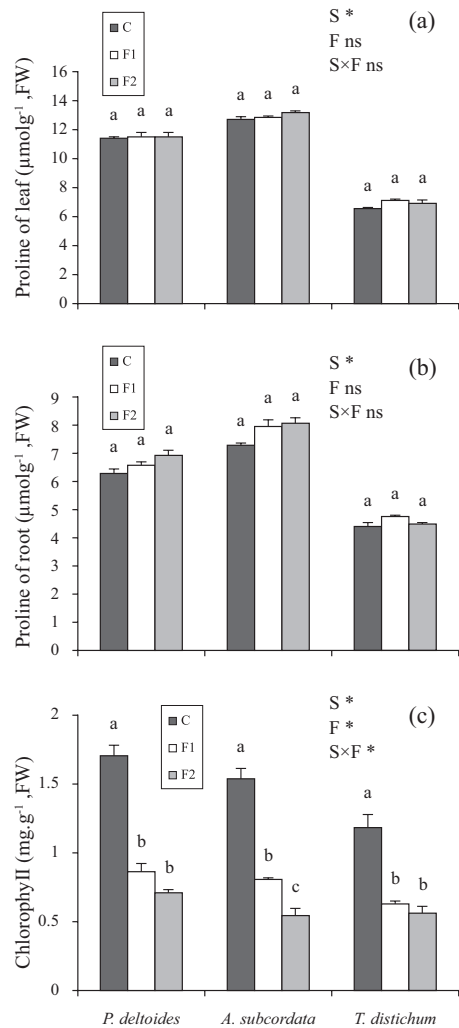 S *
(a)
F ns
S×F ns
C
F1
F2
Proline of leaf (µmolg⁻¹ ,FW)
16
14
12
10
8
6
4
2
0
a a a
a a a
a a a
S *
(b)
F ns
S×F ns
C
F1
F2
Proline of root (µmolg⁻¹ ,FW)
9
8
7
6
5
4
3
2
1
0
a a a
a a a
a a a
S *
(c)
F *
S×F *
C
F1
F2
ChlorophyII (mg.g⁻¹ ,FW)
2
1.5
1
0.5
0
a b b
a b c
a b b
P. deltoides A. subcordata T. distichum